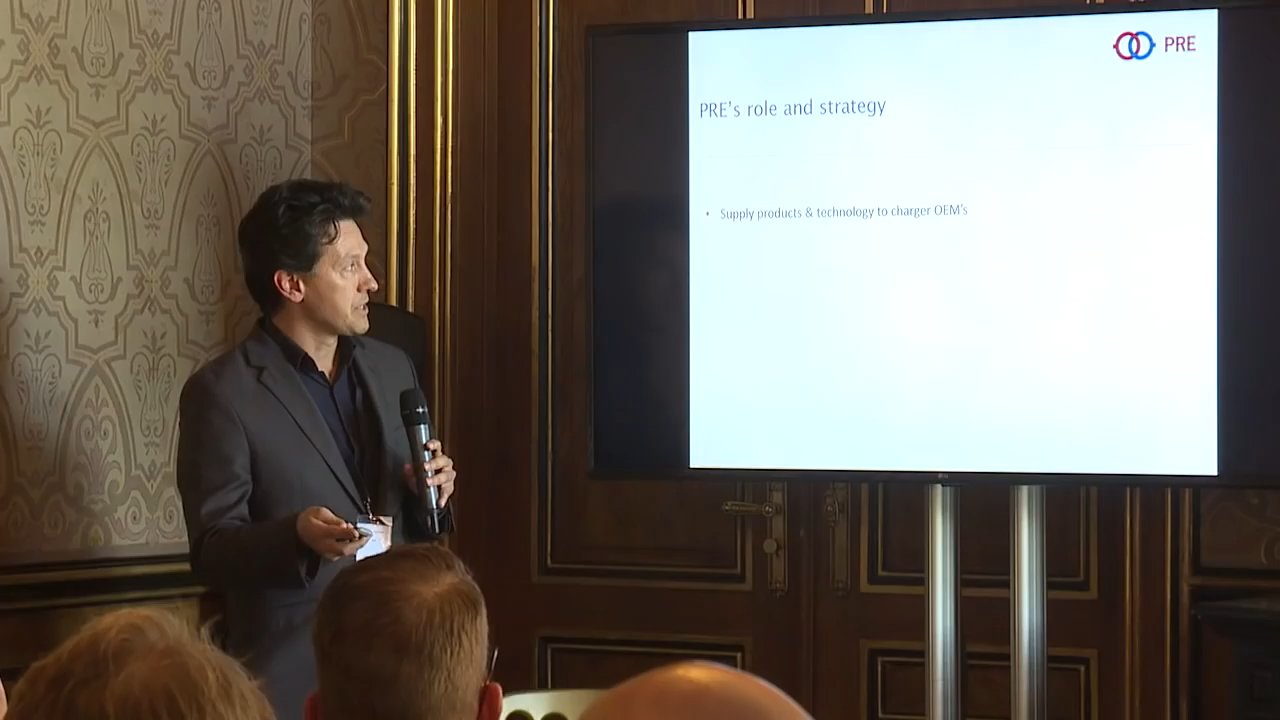 PRE
PRE's role and strategy
• Supply products & technology to charger OEM's